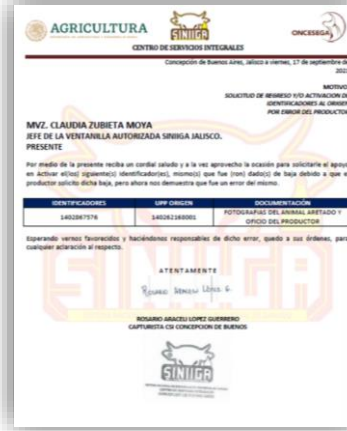 AGRICULTURA
SINIIGA
ONCESEGA
CENTRO DE SERVICIOS INTEGRALES
Concepción de Buenos Aires, Jalisco a viernes, 17 de septiembre de
MOTIVO:
SOLICITUD DE REGRESO Y/O ACTIVACION DE
IDENTIFICADORES AL ORIGEN
POR ERROR DEL PRODUCTOR
MVZ. CLAUDIA ZUBIETA MOYA
JEFE DE LA VENTANILLA AUTORIZADA SINIIGA JALISCO.
PRESENTE
Por medio de la presente reciba un cordial saludo y a la vez aprovecho la ocasión para solicitarle el apoyo
en Activar el(los) siguiente(s) identificador(es), mismo(s) que fue (ron) dado(s) de baja debido a que el
productor solicito dicha baja, pero ahora nos demuestra que fue un error del mismo.
IDENTIFICADORES UPP ORIGEN DOCUMENTACIÓN
1402867576 140262168001 FOTOGRAFIAS DEL ANIMAL ARETADO Y
OFICIO DEL PRODUCTOR
Esperando vernos favorecidos y haciéndonos responsables de dicho error, quedo a sus órdenes, para
cualquier aclaración al respecto.
ATENTAMENTE
Rosario Araceli López G.
ROSARIO ARACELI LOPEZ GUERRERO
CAPTURISTA CSI CONCEPCION DE BUENOS
SINIIGA